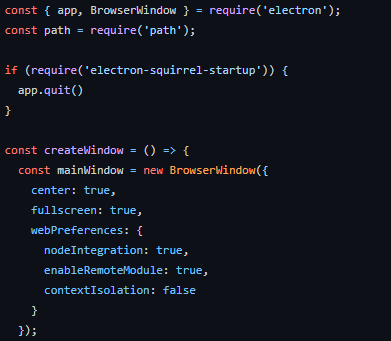 const { app, BrowserWindow } = require('electron');
const path = require('path');

if (require('electron-squirrel-startup')) {
  app.quit()
}

const createWindow = () => {
  const mainWindow = new BrowserWindow({
    center: true,
    fullscreen: true,
    webPreferences: {
      nodeIntegration: true,
      enableRemoteModule: true,
      contextIsolation: false
    }
  });